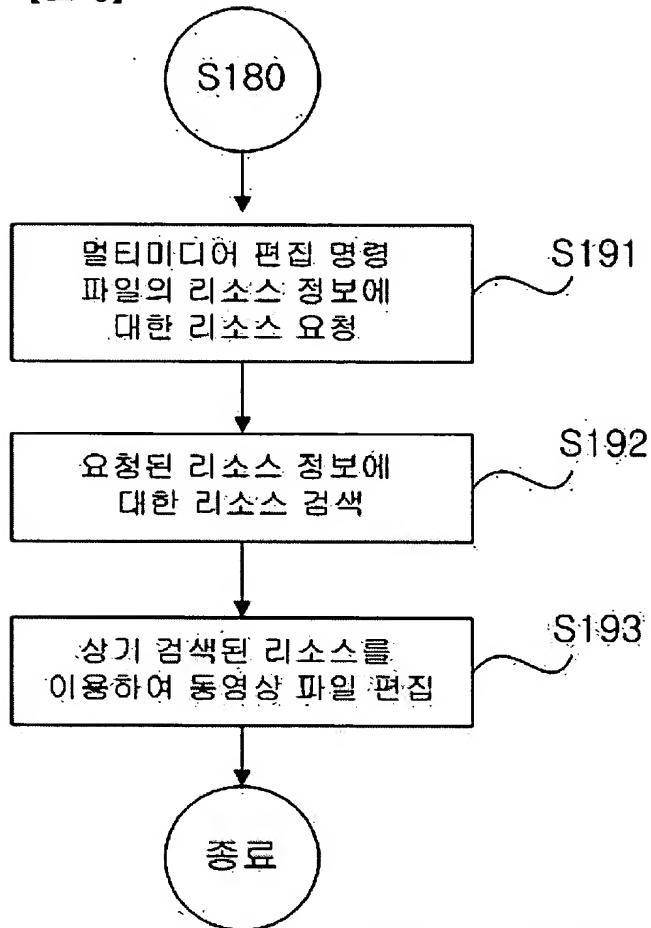 S180
멀티미디어 편집 명령
파일의 리소스 정보에
대한 리소스 요청
S191
요청된 리소스 정보에
대한 리소스 검색
S192
상기 검색된 리소스를
이용하여 동영상 파일 편집
S193
종료